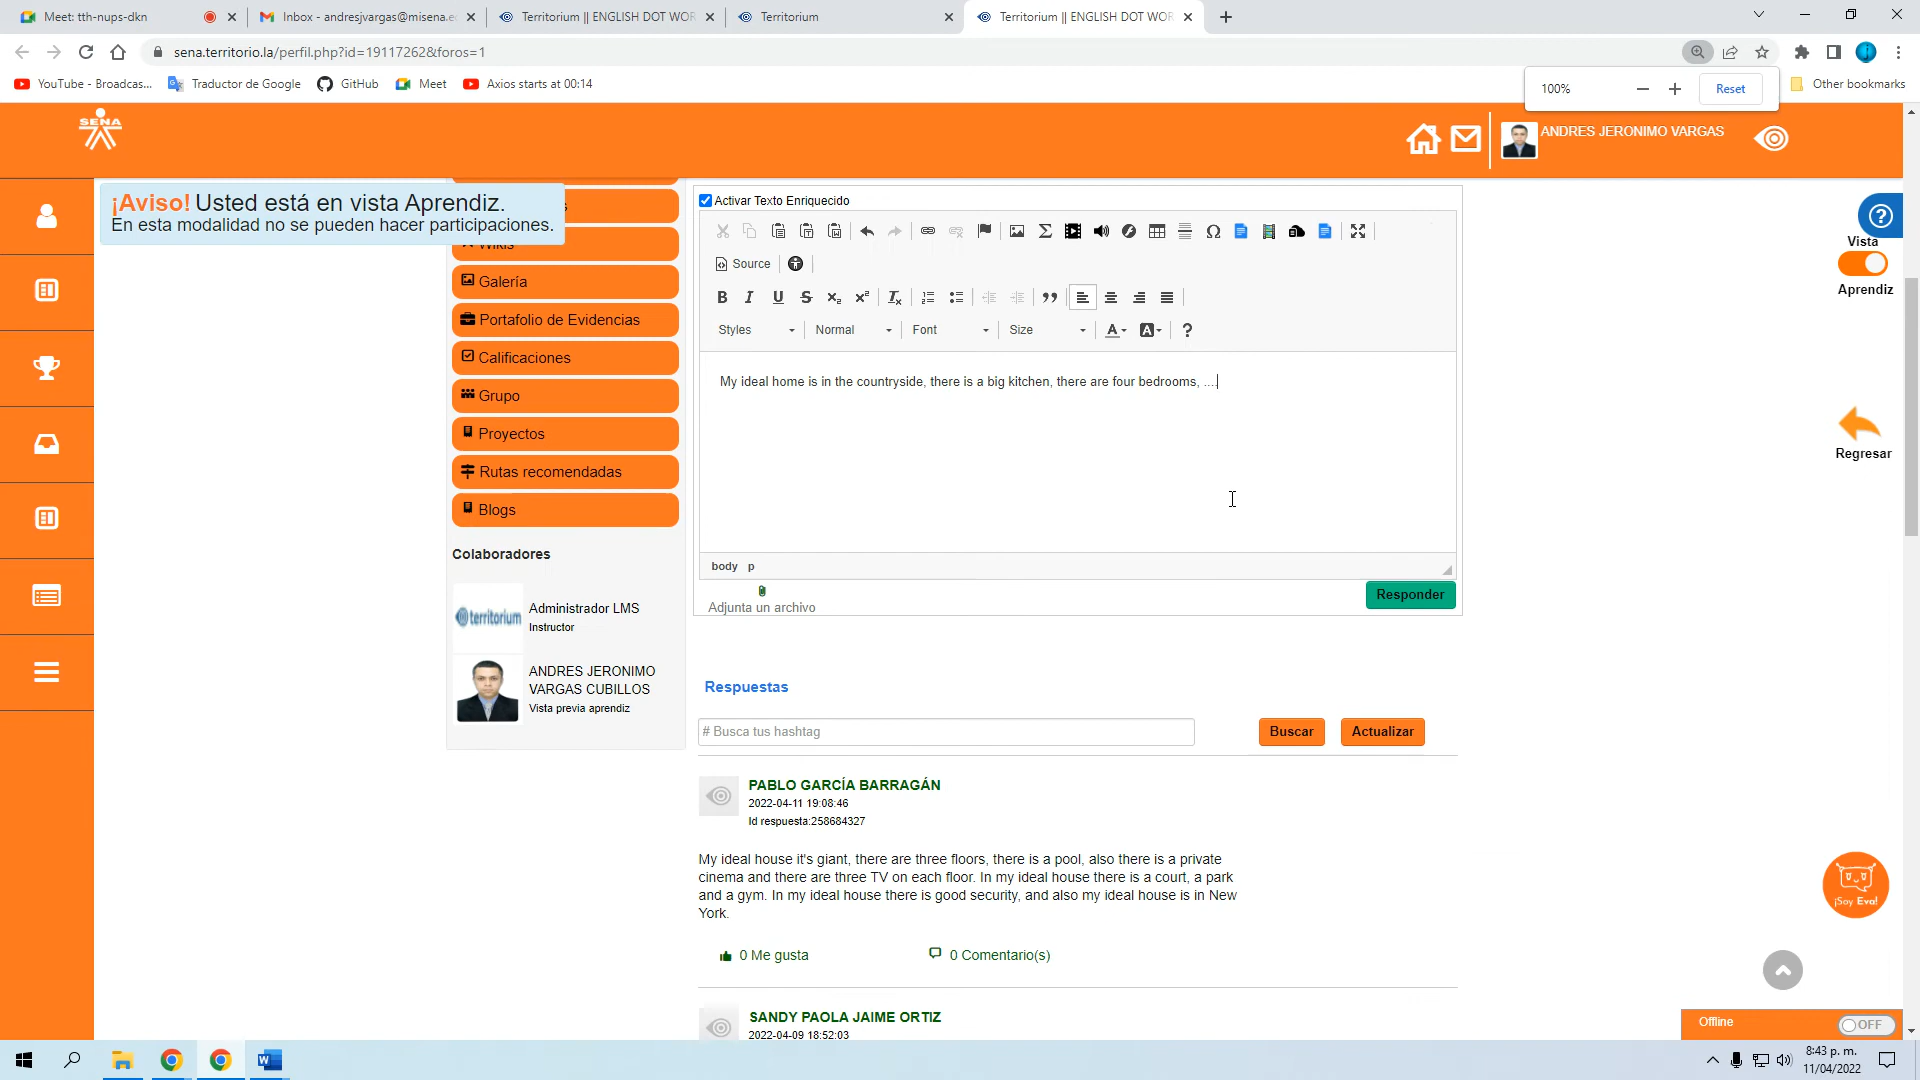 Meet: tth-nups-dkn
Inbox - andresjvargas@misena.ec
Territorium || ENGLISH DOT WOR
Territorium
Territorium || ENGLISH DOT WOR
sena.territorio.la/perfil.php?id=19117262&foros=1
YouTube - Broadcas...
Traductor de Google
GitHub
Meet
Axios starts at 00:14
Other bookmarks
100%
Reset
SENA
ANDRES JERONIMO VARGAS
¡Aviso! Usted está en vista Aprendiz.
En esta modalidad no se pueden hacer participaciones.
Wikis
Galería
Portafolio de Evidencias
Calificaciones
Grupo
Proyectos
Rutas recomendadas
Blogs
Colaboradores
territorium
Administrador LMS
Instructor
ANDRES JERONIMO
VARGAS CUBILLOS
Vista previa aprendiz
Activar Texto Enriquecido
Source
Styles
Normal
Font
Size
My ideal home is in the countryside, there is a big kitchen, there are four bedrooms, ....
body p
Adjunta un archivo
Responder
Respuestas
# Busca tus hashtag
Buscar
Actualizar
PABLO GARCÍA BARRAGÁN
2022-04-11 19:08:46
Id respuesta:258684327
My ideal house it's giant, there are three floors, there is a pool, also there is a private
cinema and there are three TV on each floor. In my ideal house there is a court, a park
and a gym. In my ideal house there is good security, and also my ideal house is in New
York.
0 Me gusta
0 Comentario(s)
SANDY PAOLA JAIME ORTIZ
2022-04-09 18:52:03
Vista
Aprendiz
Regresar
¡Soy Eva!
Offline
OFF
8:43 p. m.
11/04/2022